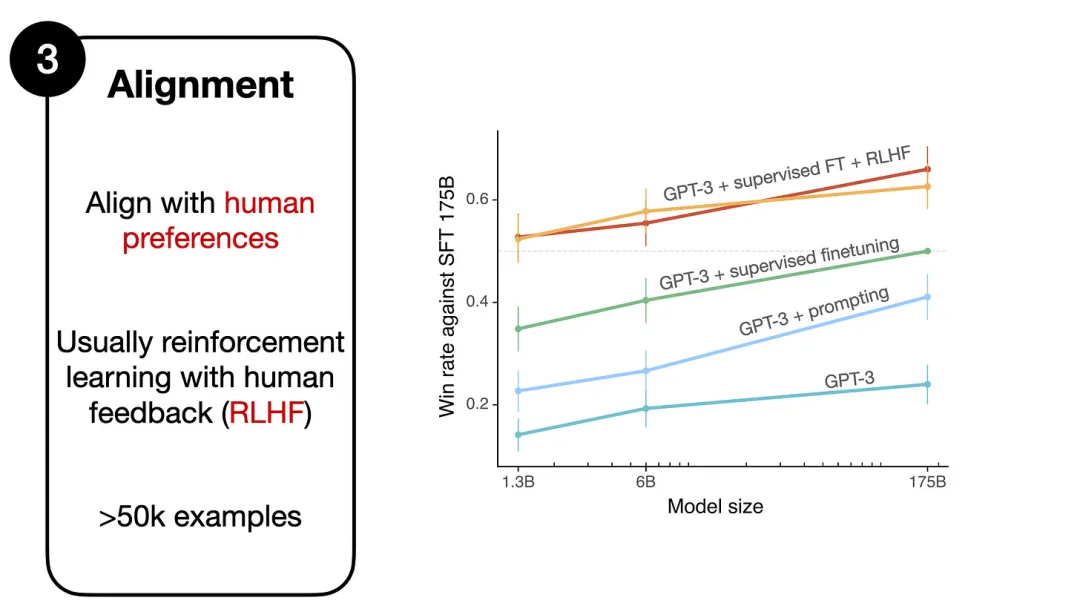 3
Alignment
Align with human
preferences
Usually reinforcement
learning with human
feedback (RLHF)
>50k examples
Win rate against SFT 175B
0.6
0.4
0.2
GPT-3 + supervised FT + RLHF
GPT-3 + supervised finetuning
GPT-3 + prompting
GPT-3
1.3B
6B
175B
Model size